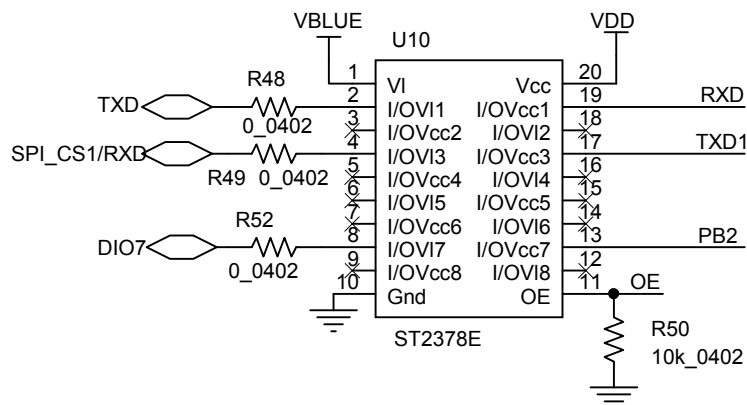 VBLUE
VDD
U10
1 VI Vcc 20
TXD R48 0_0402 2 I/OVI1 I/OVcc1 19 RXD
3 I/OVcc2 I/OVI2 18
SPI_CS1/RXD R49 0_0402 4 I/OVI3 I/OVcc3 17 TXD1
5 I/OVcc4 I/OVI4 16
6 I/OVI5 I/OVcc5 15
7 I/OVcc6 I/OVI6 14
DIO7 R52 0_0402 8 I/OVI7 I/OVcc7 13 PB2
9 I/OVcc8 I/OVI8 12
10 Gnd OE 11 OE
ST2378E
R50
10k_0402